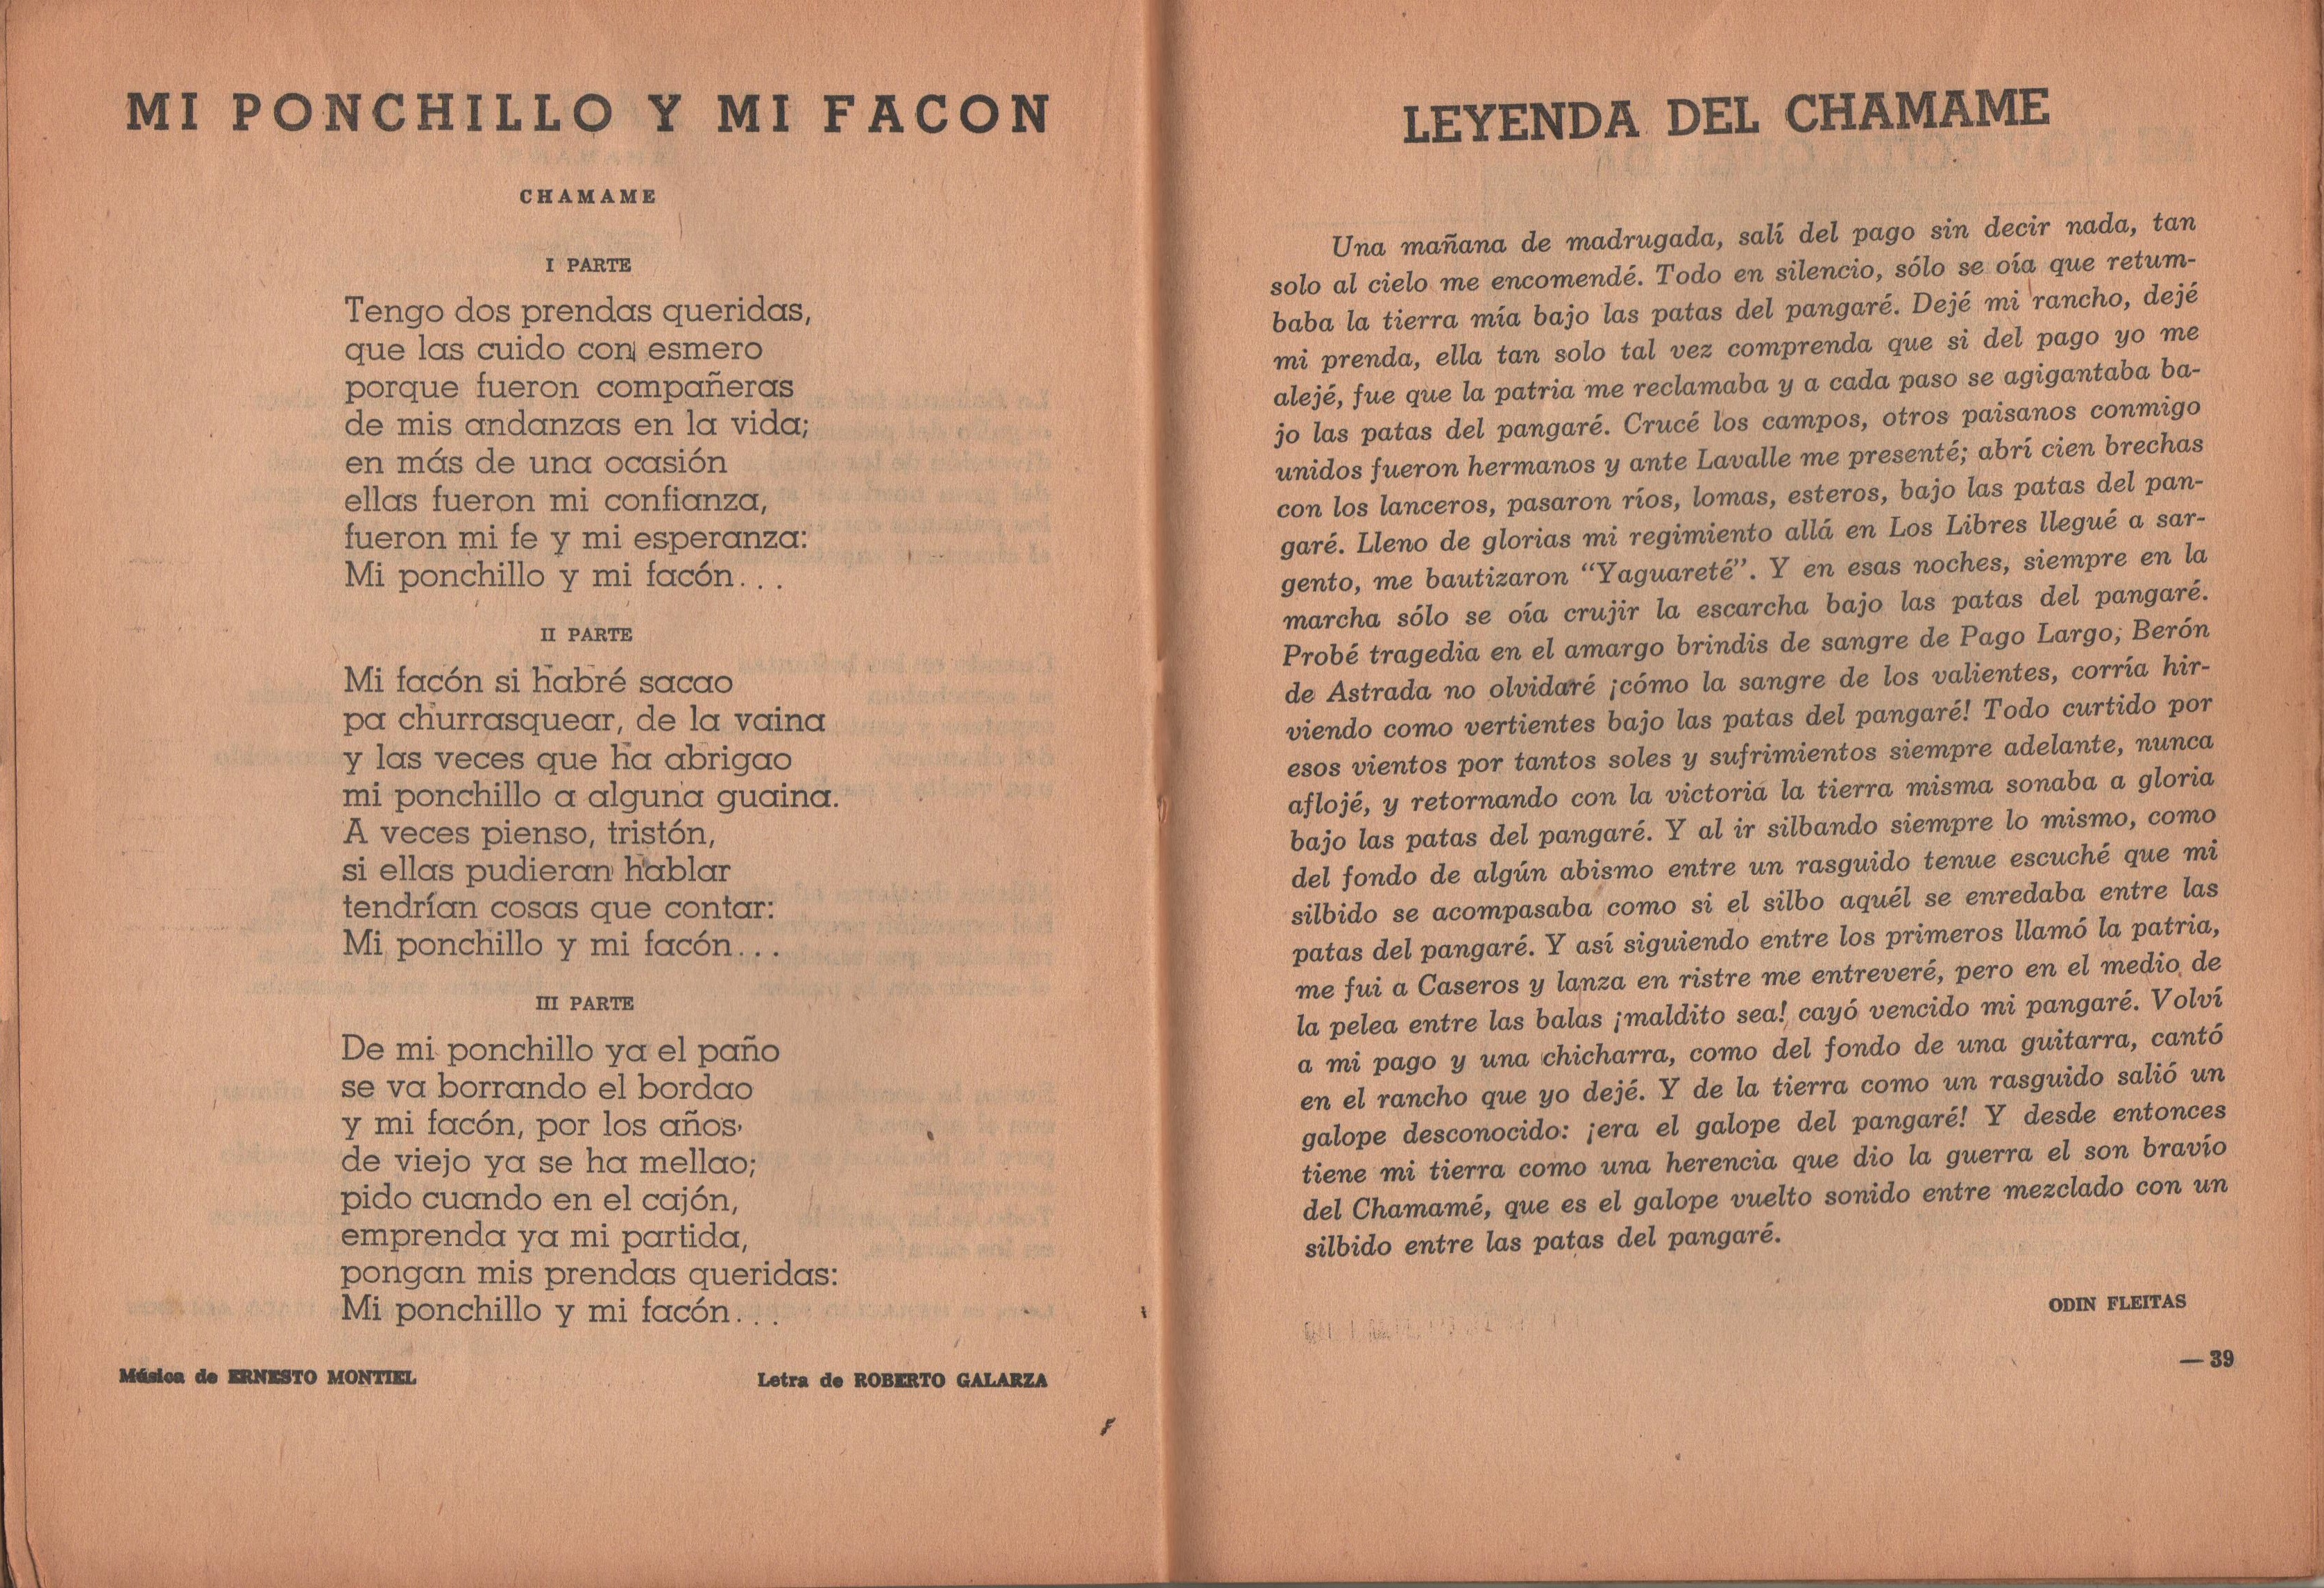 MI PONCHILLO Y MI FACON
CHAMAME
I PARTE
Tengo dos prendas queridas,
que las cuido con esmero
porque fueron compañeras
de mis andanzas en la vida;
en más de una ocasión
ellas fueron mi confianza,
fueron mi fe y mi esperanza:
Mi ponchillo y mi facón...
II PARTE
Mi facón si habré sacao
pa churrasquear, de la vaina
y las veces que ha abrigao
mi ponchillo a alguna guaina.
A veces pienso, tristón,
si ellas pudieran hablar
tendrían cosas que contar:
Mi ponchillo y mi facón...
III PARTE
De mi ponchillo ya el paño
se va borrando el bordao
y mi facón, por los años,
de viejo ya se ha mellao;
pido cuando en el cajón,
emprenda ya mi partida,
pongan mis prendas queridas:
Mi ponchillo y mi facón...
Música de ERNESTO MONTIEL
Letra de ROBERTO GALARZA
LEYENDA DEL CHAMAME
Una mañana de madrugada, salí del pago sin decir nada, tan
solo al cielo me encomendé. Todo en silencio, sólo se oía que retum-
baba la tierra mía bajo las patas del pangaré. Dejé mi rancho, dejé
mi prenda, ella tan solo tal vez comprenda que si del pago yo me
alejé, fue que la patria me reclamaba y a cada paso se agigantaba ba-
jo las patas del pangaré. Crucé los campos, otros paisanos conmigo
unidos fueron hermanos y ante Lavalle me presenté; abrí cien brechas
con los lanceros, pasaron ríos, lomas, esteros, bajo las patas del pan-
garé. Lleno de glorias mi regimiento allá en Los Libres llegué a sar-
gento, me bautizaron “Yaguareté”. Y en esas noches, siempre en la
marcha sólo se oía crujir la escarcha bajo las patas del pangaré.
Probé tragedia en el amargo brindis de sangre de Pago Largo; Berón
de Astrada no olvidaré ¡cómo la sangre de los valientes, corría hir-
viendo como vertientes bajo las patas del pangaré! Todo curtido por
esos vientos por tantos soles y sufrimientos siempre adelante, nunca
aflojé, y retornando con la victoria la tierra misma sonaba a gloria
bajo las patas del pangaré. Y al ir silbando siempre lo mismo, como
del fondo de algún abismo entre un rasguido tenue escuché que mi
silbido se acompasaba como si el silbo aquél se enredaba entre las
patas del pangaré. Y así siguiendo entre los primeros llamó la patria,
me fui a Caseros y lanza en ristre me entreveré, pero en el medio de
la pelea entre las balas ¡maldito sea! cayó vencido mi pangaré. Volví
a mi pago y una chicharra, como del fondo de una guitarra, cantó
en el rancho que yo dejé. Y de la tierra como un rasguido salió un
galope desconocido: ¡era el galope del pangaré! Y desde entonces
tiene mi tierra como una herencia que dio la guerra el son bravío
del Chamamé, que es el galope vuelto sonido entre mezclado con un
silbido entre las patas del pangaré.
ODIN FLEITAS
— 39